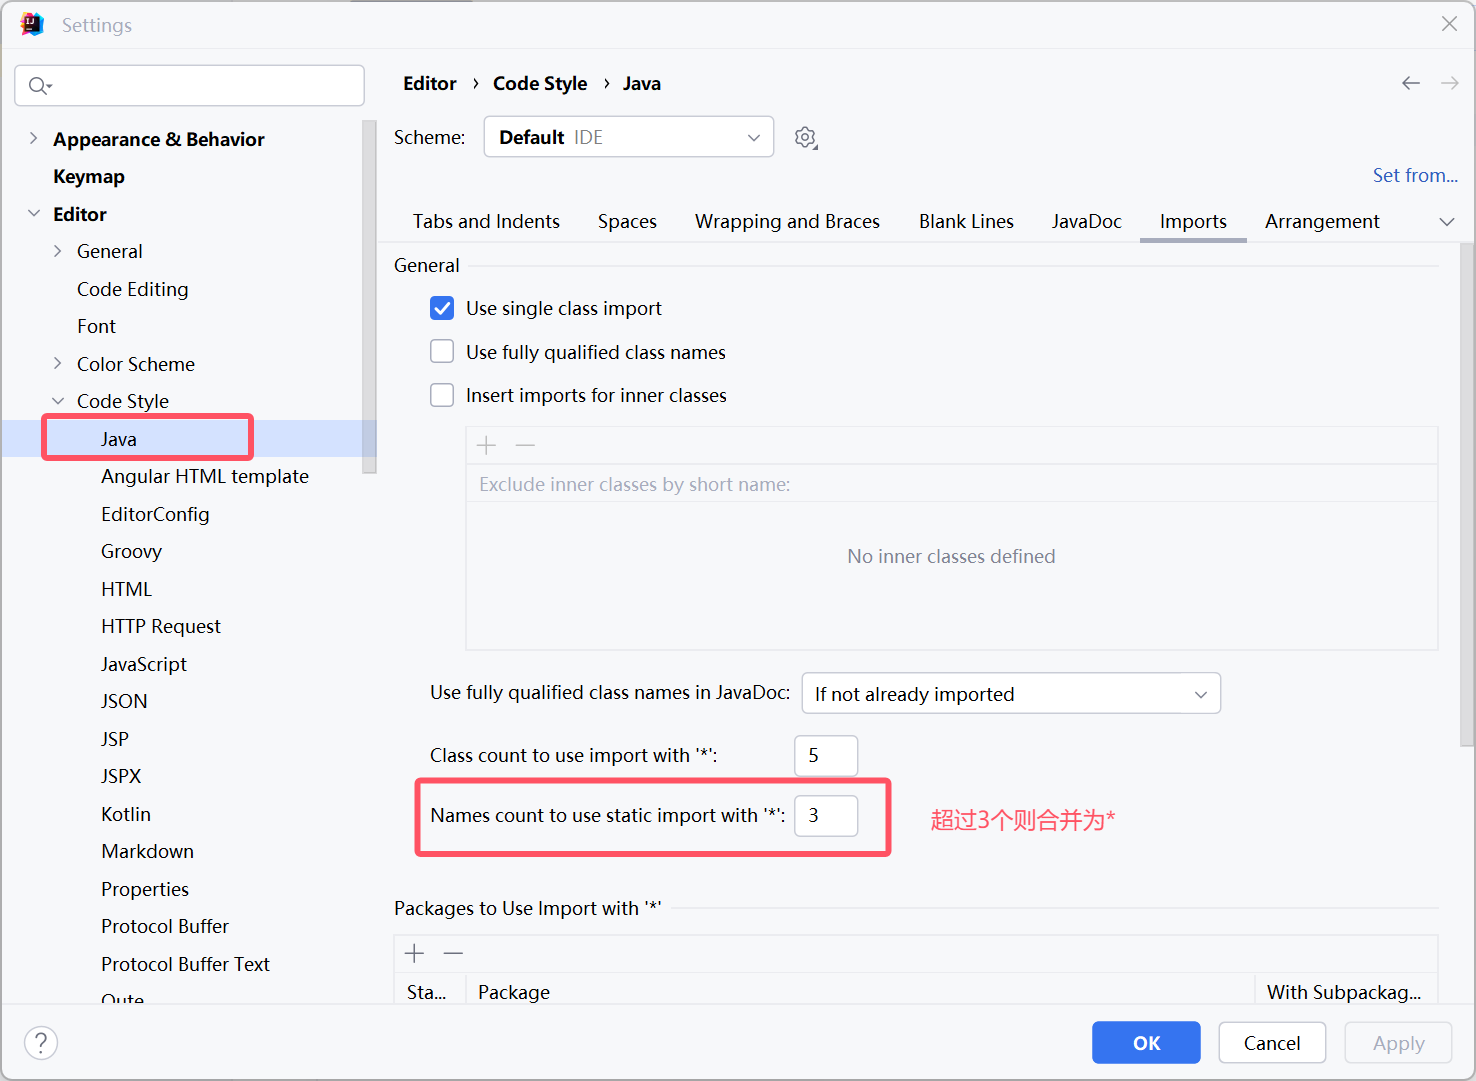 Settings
Editor › Code Style › Java
Scheme: Default IDE
Set from...
Appearance & Behavior
Keymap
Editor
General
Code Editing
Font
Color Scheme
Code Style
Java
Angular HTML template
EditorConfig
Groovy
HTML
HTTP Request
JavaScript
JSON
JSP
JSPX
Kotlin
Markdown
Properties
Protocol Buffer
Protocol Buffer Text
Qute
Tabs and Indents Spaces Wrapping and Braces Blank Lines JavaDoc Imports Arrangement
General
Use single class import
Use fully qualified class names
Insert imports for inner classes
Exclude inner classes by short name:
No inner classes defined
Use fully qualified class names in JavaDoc: If not already imported
Class count to use import with '*': 5
Names count to use static import with '*': 3
超过3个则合并为*
Packages to Use Import with '*'
Sta... Package With Subpackag...
? OK Cancel Apply